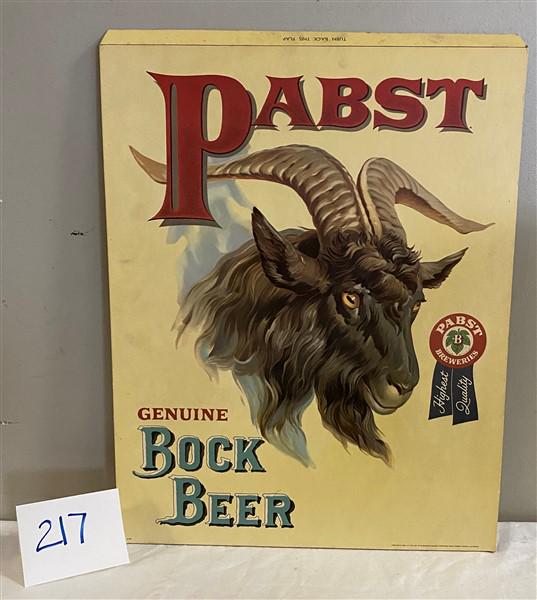 TURN BACK THIS FLAP
PABST
PABST
B
BREWERIES
Highest
Quality
GENUINE
BOCK
BEER
217